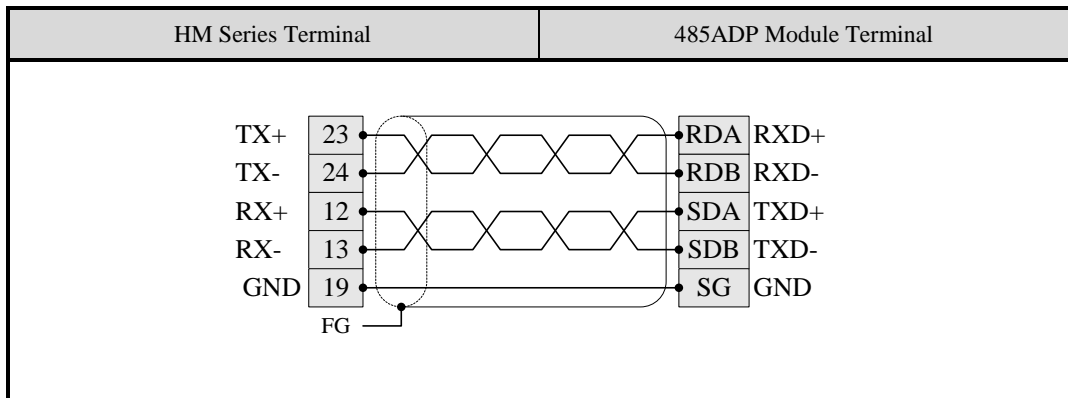 HM Series Terminal 485ADP Module Terminal
TX+ 23 RDA RXD+
TX- 24 RDB RXD-
RX+ 12 SDA TXD+
RX- 13 SDB TXD-
GND 19 SG GND
FG